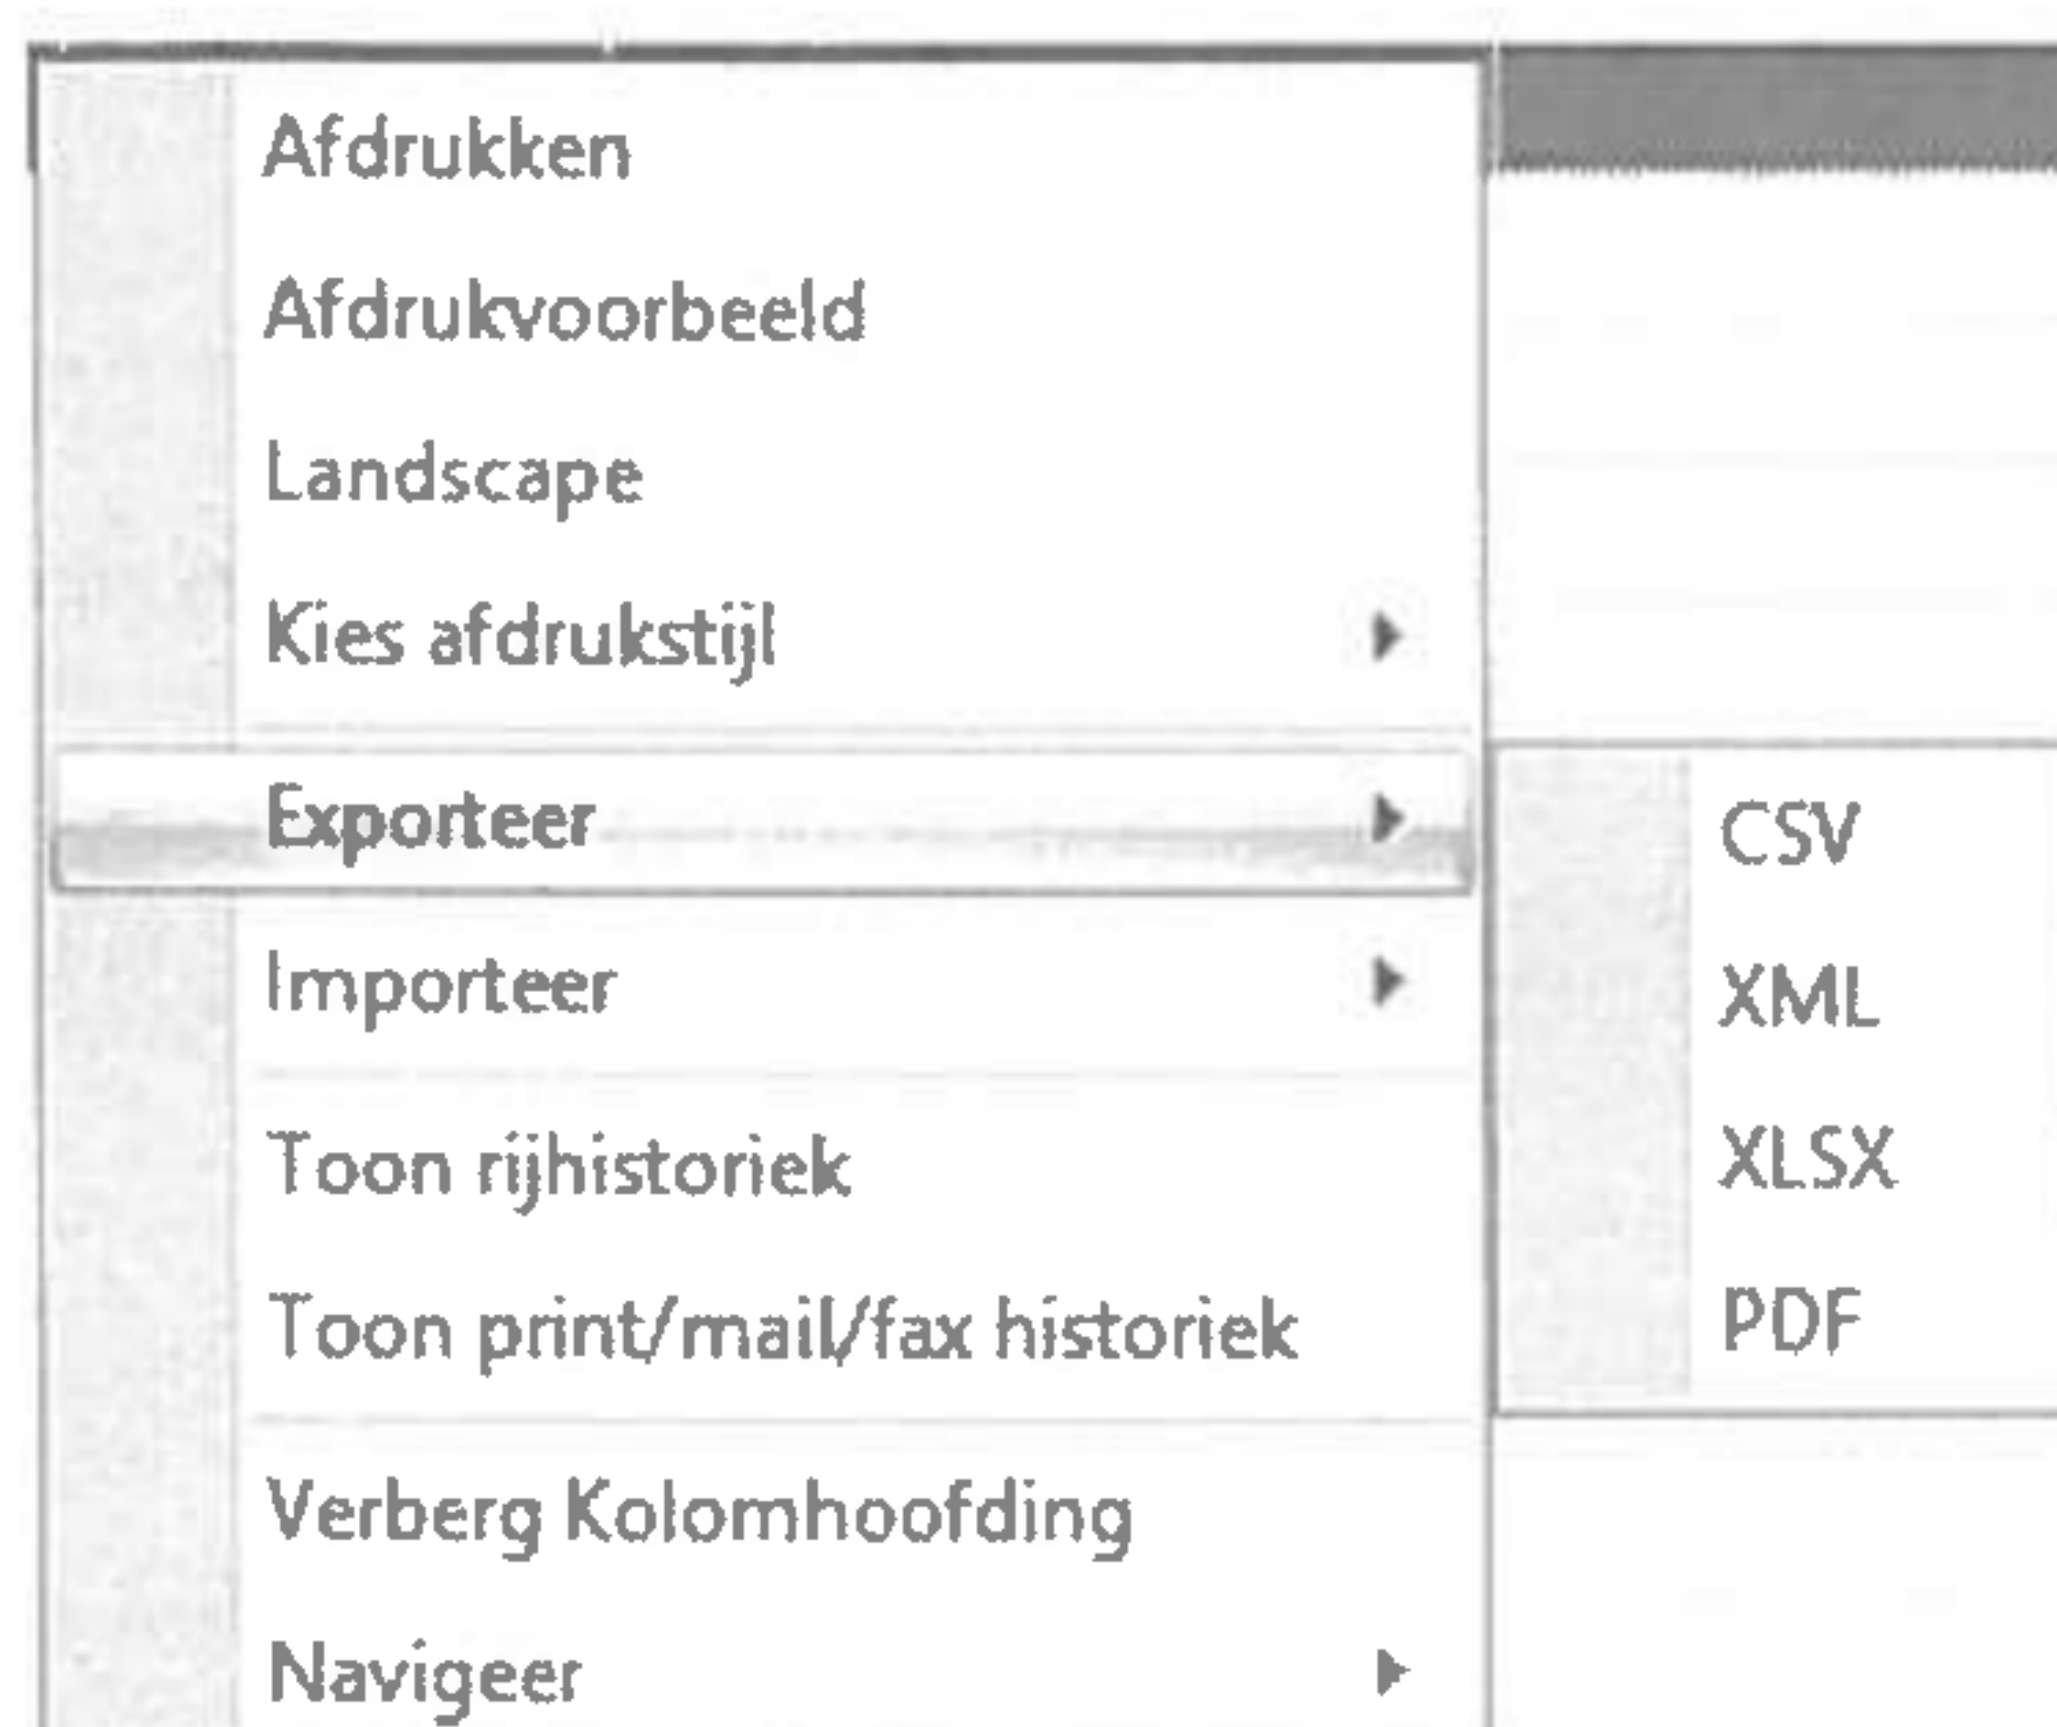 Afdrukken
Afdrukvoorbeeld
Landscape
Kies afdrukstijl
Exporteer
Importeer
Toon rijhistoriek
Toon print/mail/fax historiek
Verberg Kolomhoofding
Navigeer
CSV
XML
XLSX
PDF